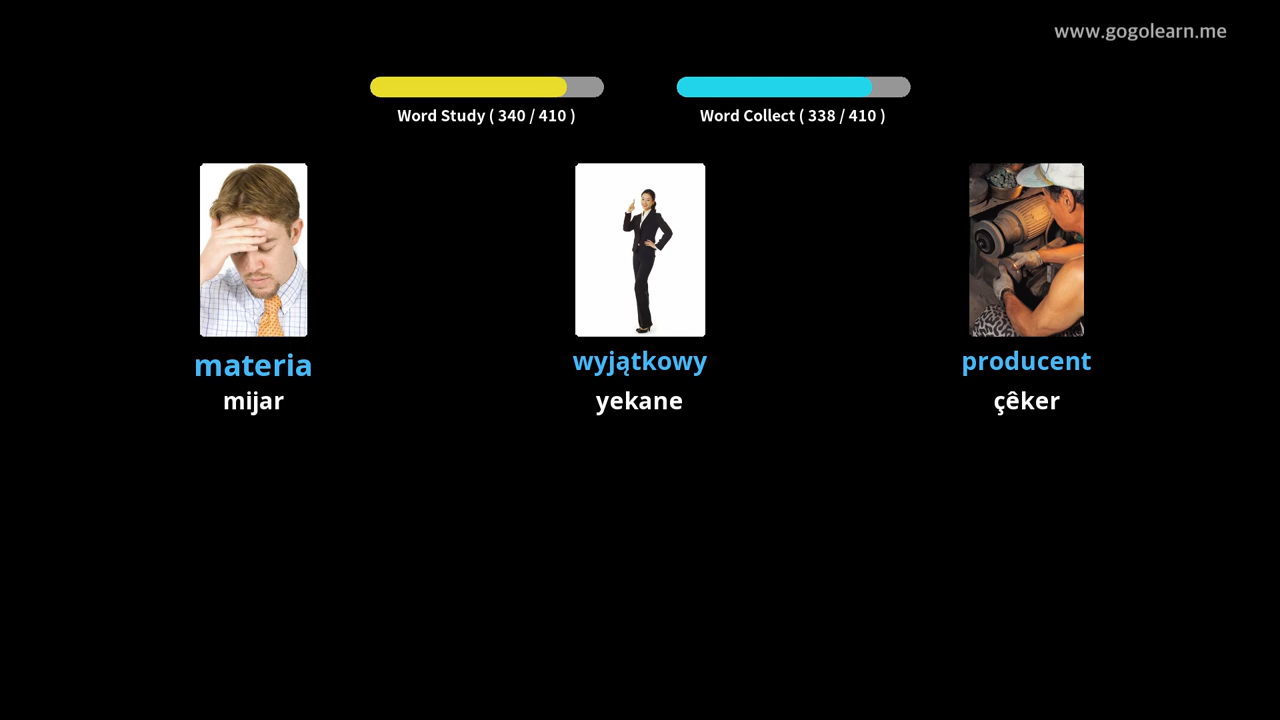 www.gogolearn.me
Word Study ( 340 / 410 )
Word Collect ( 338 / 410 )
materia
mijar
wyjątkowy
yekane
producent
çêker